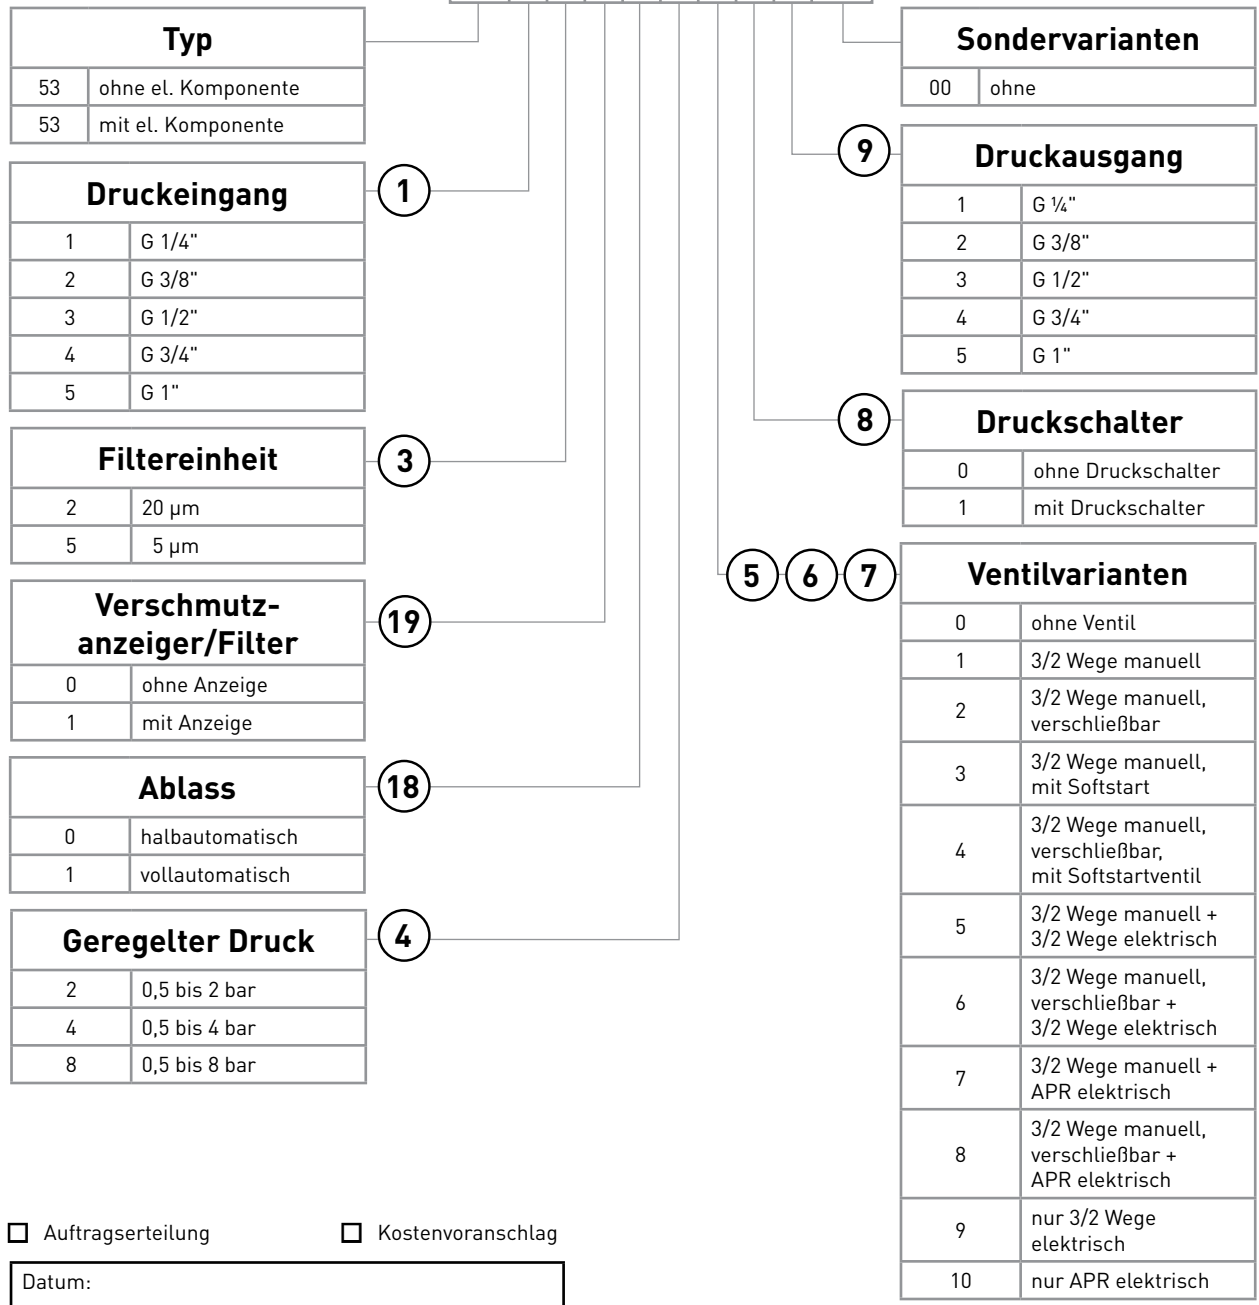 Typ
53 ohne el. Komponente
53 mit el. Komponente
Druckeingang
1
1 G 1/4"
2 G 3/8"
3 G 1/2"
4 G 3/4"
5 G 1"
Filtereinheit
3
2 20 µm
5 5 µm
Verschmutz-
anzeiger/Filter
19
0 ohne Anzeige
1 mit Anzeige
Ablass
18
0 halbautomatisch
1 vollautomatisch
Geregelter Druck
4
2 0,5 bis 2 bar
4 0,5 bis 4 bar
8 0,5 bis 8 bar
Sondervarianten
00 ohne
9
Druckausgang
1 G ¼"
2 G 3/8"
3 G 1/2"
4 G 3/4"
5 G 1"
8
Druckschalter
0 ohne Druckschalter
1 mit Druckschalter
5 6 7
Ventilvarianten
0 ohne Ventil
1 3/2 Wege manuell
2 3/2 Wege manuell,
verschließbar
3 3/2 Wege manuell,
mit Softstart
4 3/2 Wege manuell,
verschließbar,
mit Softstartventil
5 3/2 Wege manuell +
3/2 Wege elektrisch
6 3/2 Wege manuell,
verschließbar +
3/2 Wege elektrisch
7 3/2 Wege manuell +
APR elektrisch
8 3/2 Wege manuell,
verschließbar +
APR elektrisch
9 nur 3/2 Wege
elektrisch
10 nur APR elektrisch
Auftragserteilung
Kostenvoranschlag
Datum: